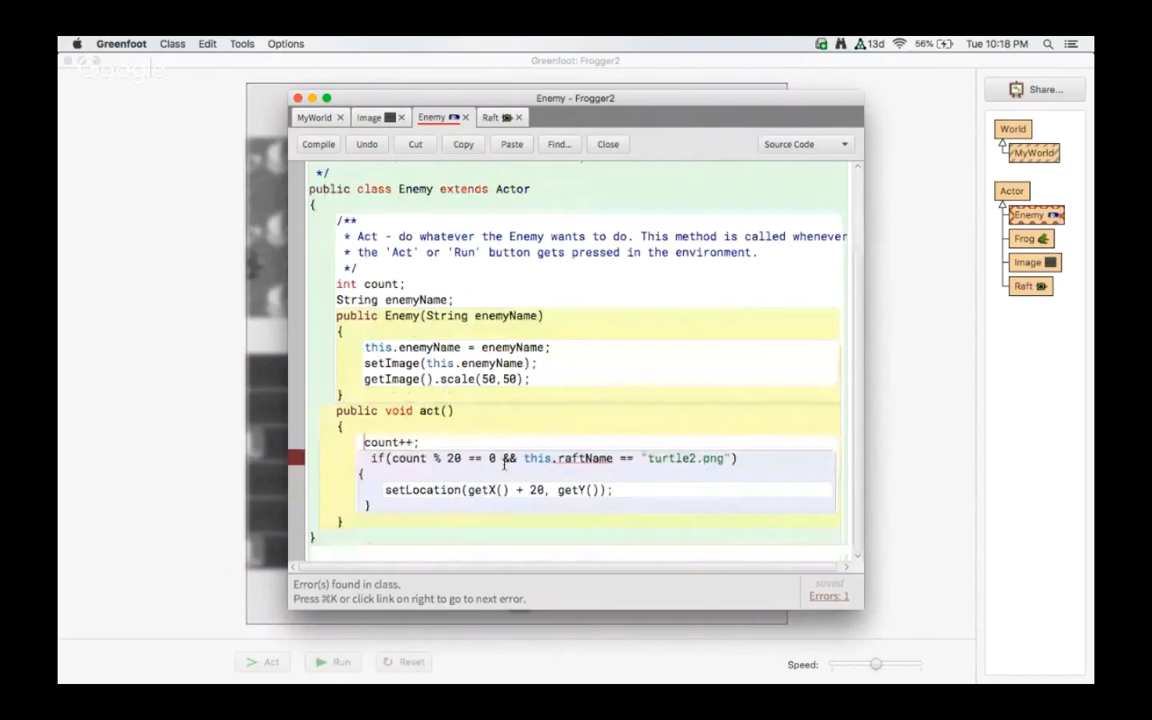 Greenfoot Class Edit Tools Options 13d 56% Tue 10:18 PM
Greenfoot: Frogger2
Google
Share...
Enemy - Frogger2
MyWorld Image Enemy Raft
Compile Undo Cut Copy Paste Find... Close Source Code
*/
public class Enemy extends Actor
{
/**
* Act - do whatever the Enemy wants to do. This method is called whenever
* the 'Act' or 'Run' button gets pressed in the environment.
*/
int count;
String enemyName;
public Enemy(String enemyName)
{
this.enemyName = enemyName;
setImage(this.enemyName);
getImage().scale(50,50);
}
public void act()
{
count++;
if(count % 20 == 0 && this.raftName == "turtle2.png")
{
setLocation(getX() + 20, getY());
}
}
}
Error(s) found in class.
Press ⌘K or click link on right to go to next error.
saved
Errors: 1
World
MyWorld
Actor
Enemy
Frog
Image
Raft
Act Run Reset Speed: